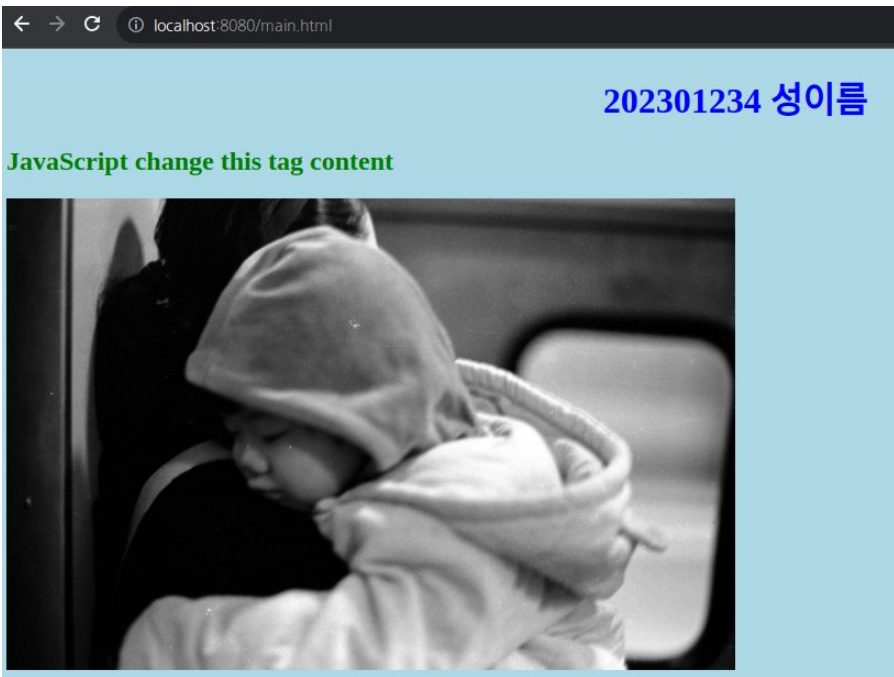 localhost:8080/main.html
202301234 성이름
JavaScript change this tag content